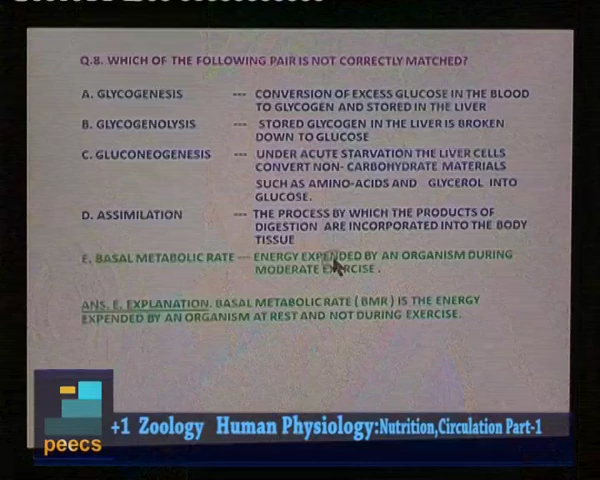 Q.8. WHICH OF THE FOLLOWING PAIR IS NOT CORRECTLY MATCHED?
A. GLYCOGENESIS --- CONVERSION OF EXCESS GLUCOSE IN THE BLOOD
TO GLYCOGEN AND STORED IN THE LIVER
B. GLYCOGENOLYSIS --- STORED GLYCOGEN IN THE LIVER IS BROKEN
DOWN TO GLUCOSE
C. GLUCONEOGENESIS --- UNDER ACUTE STARVATION THE LIVER CELLS
CONVERT NON- CARBOHYDRATE MATERIALS
SUCH AS AMINO-ACIDS AND GLYCEROL INTO
GLUCOSE.
D. ASSIMILATION --- THE PROCESS BY WHICH THE PRODUCTS OF
DIGESTION ARE INCORPORATED INTO THE BODY
TISSUE
E. BASAL METABOLIC RATE --- ENERGY EXPENDED BY AN ORGANISM DURING
MODERATE EXERCISE .
ANS. E. EXPLANATION. BASAL METABOLIC RATE ( BMR ) IS THE ENERGY
EXPENDED BY AN ORGANISM AT REST AND NOT DURING EXERCISE.
+1 Zoology Human Physiology:Nutrition,Circulation Part-1
peecs